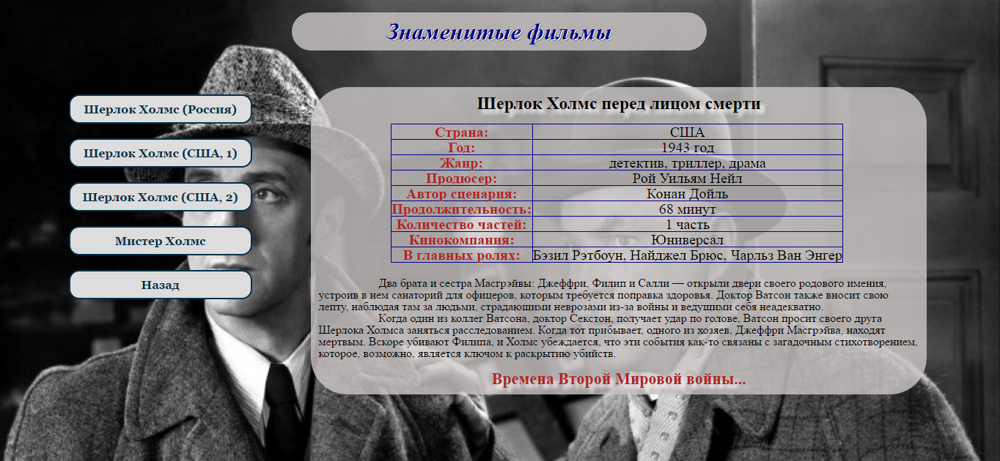 Знаменитые фильмы
Шерлок Холмс (Россия)
Шерлок Холмс (США, 1)
Шерлок Холмс (США, 2)
Мистер Холмс
Назад
Шерлок Холмс перед лицом смерти
Страна: США
Год: 1943 год
Жанр: детектив, триллер, драма
Продюсер: Рой Уильям Нейл
Автор сценария: Конан Дойль
Продолжительность: 68 минут
Количество частей: 1 часть
Кинокомпания: Юниверсал
В главных ролях: Бэзил Рэтбоун, Найджел Брюс, Чарльз Ван Энгер
Два брата и сестра Масгрэйвы: Джеффри, Филип и Салли — открыли двери своего родового имения,
устроив в нем санаторий для офицеров, которым требуется поправка здоровья. Доктор Ватсон также вносит свою
лепту, наблюдая там за людьми, страдающими неврозами из-за войны и ведущими себя неадекватно.
Когда один из коллег Ватсона, доктор Секстон, получает удар по голове, Ватсон просит своего друга
Шерлока Холмса заняться расследованием. Когда тот прибывает, одного из хозяев, Джеффри Масгрэйва, находят
мертвым. Вскоре убивают Филипа, и Холмс убеждается, что эти события как-то связаны с загадочным стихотворением,
которое, возможно, является ключом к раскрытию убийств.
Времена Второй Мировой войны...